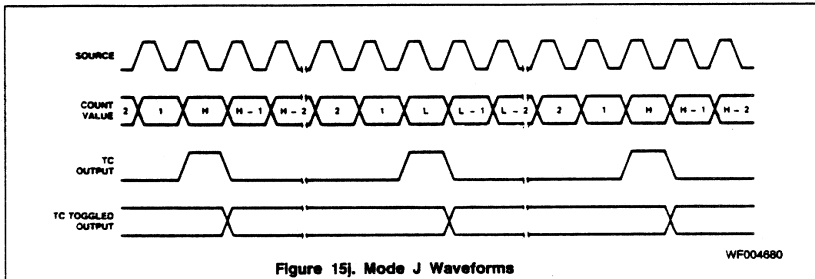 SOURCE
COUNT
VALUE
2 1 H H - 1 H - 2 2 1 L L - 1 L - 2 2 1 H H - 1 H - 2
TC
OUTPUT
TC TOGGLED
OUTPUT
WF004680
Figure 15j. Mode J Waveforms